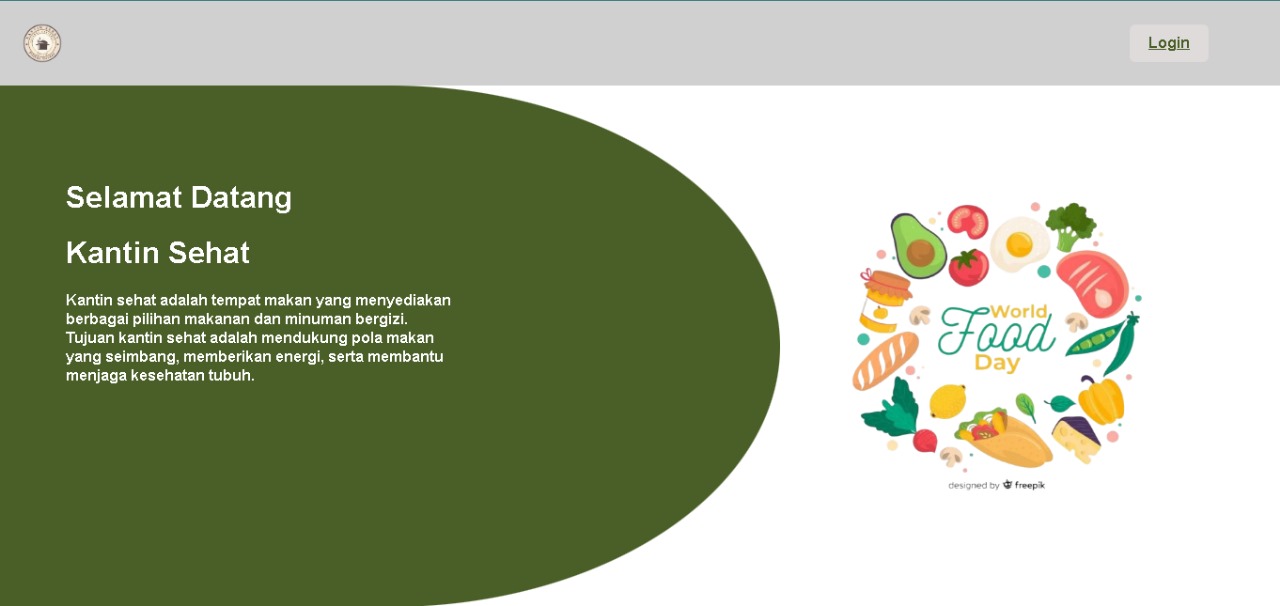 Login
Selamat Datang
Kantin Sehat
Kantin sehat adalah tempat makan yang menyediakan
berbagai pilihan makanan dan minuman bergizi.
Tujuan kantin sehat adalah mendukung pola makan
yang seimbang, memberikan energi, serta membantu
menjaga kesehatan tubuh.
World
Food
Day
designed by freepik